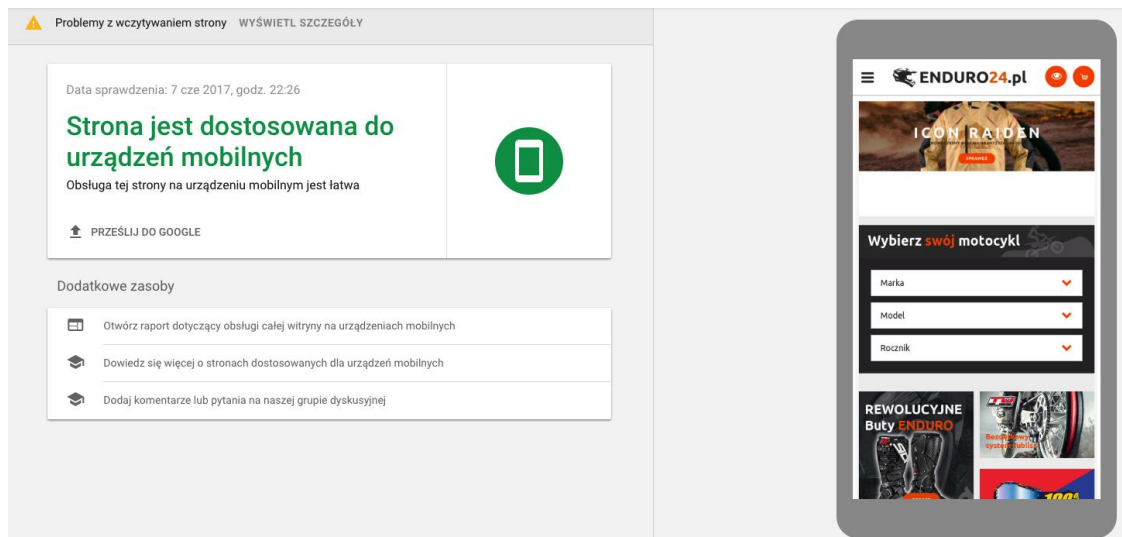 Problemy z wczytywaniem strony WYŚWIETL SZCZEGÓŁY
Data sprawdzenia: 7 cze 2017, godz. 22:26
Strona jest dostosowana do
urządzeń mobilnych
Obsługa tej strony na urządzeniu mobilnym jest łatwa
PRZEŚLIJ DO GOOGLE
Dodatkowe zasoby
Otwórz raport dotyczący obsługi całej witryny na urządzeniach mobilnych
Dowiedz się więcej o stronach dostosowanych dla urządzeń mobilnych
Dodaj komentarze lub pytania na naszej grupie dyskusyjnej
ENDURO24.pl
ICON RAIDEN
SPRAWDŹ
Wybierz swój motocykl
Marka
Model
Rocznik
REWOLUCYJNE
Buty ENDURO
100%